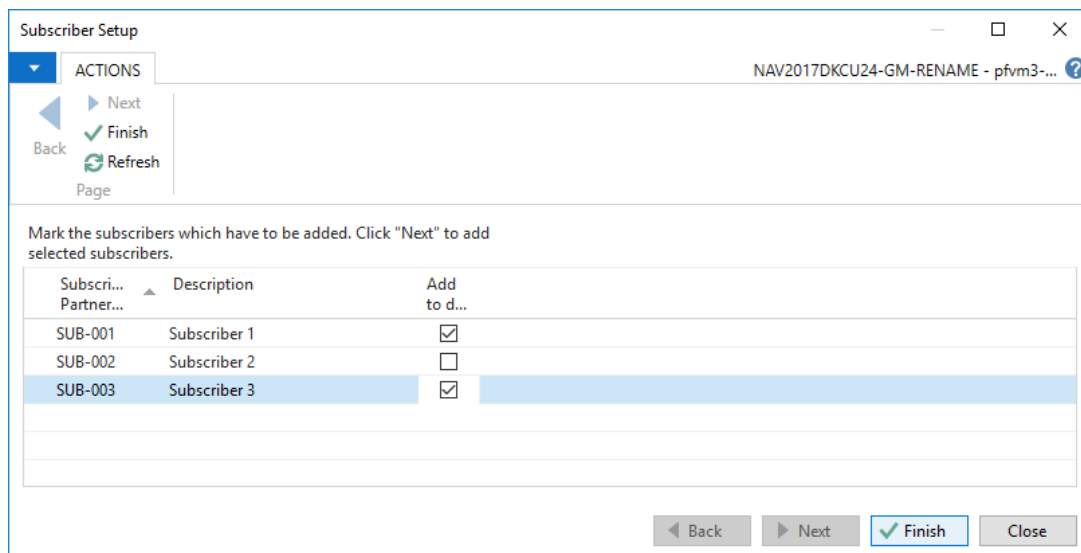 Subscriber Setup
ACTIONS
NAV2017DKCU24-GM-RENAME - pfvm3-... ?
Back
Next
Finish
Refresh
Page
Mark the subscribers which have to be added. Click "Next" to add
selected subscribers.
Subscri... Description Add
Partner... to d...
SUB-001 Subscriber 1
SUB-002 Subscriber 2
SUB-003 Subscriber 3
Back Next Finish Close